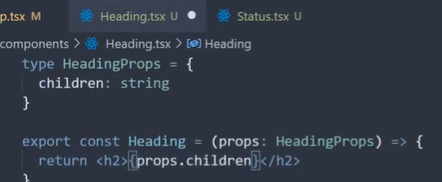 p.tsx M Heading.tsx U Status.tsx U
components > Heading.tsx > Heading
type HeadingProps = {
children: string
}
export const Heading = (props: HeadingProps) => {
return <h2>{props.children}</h2>
}